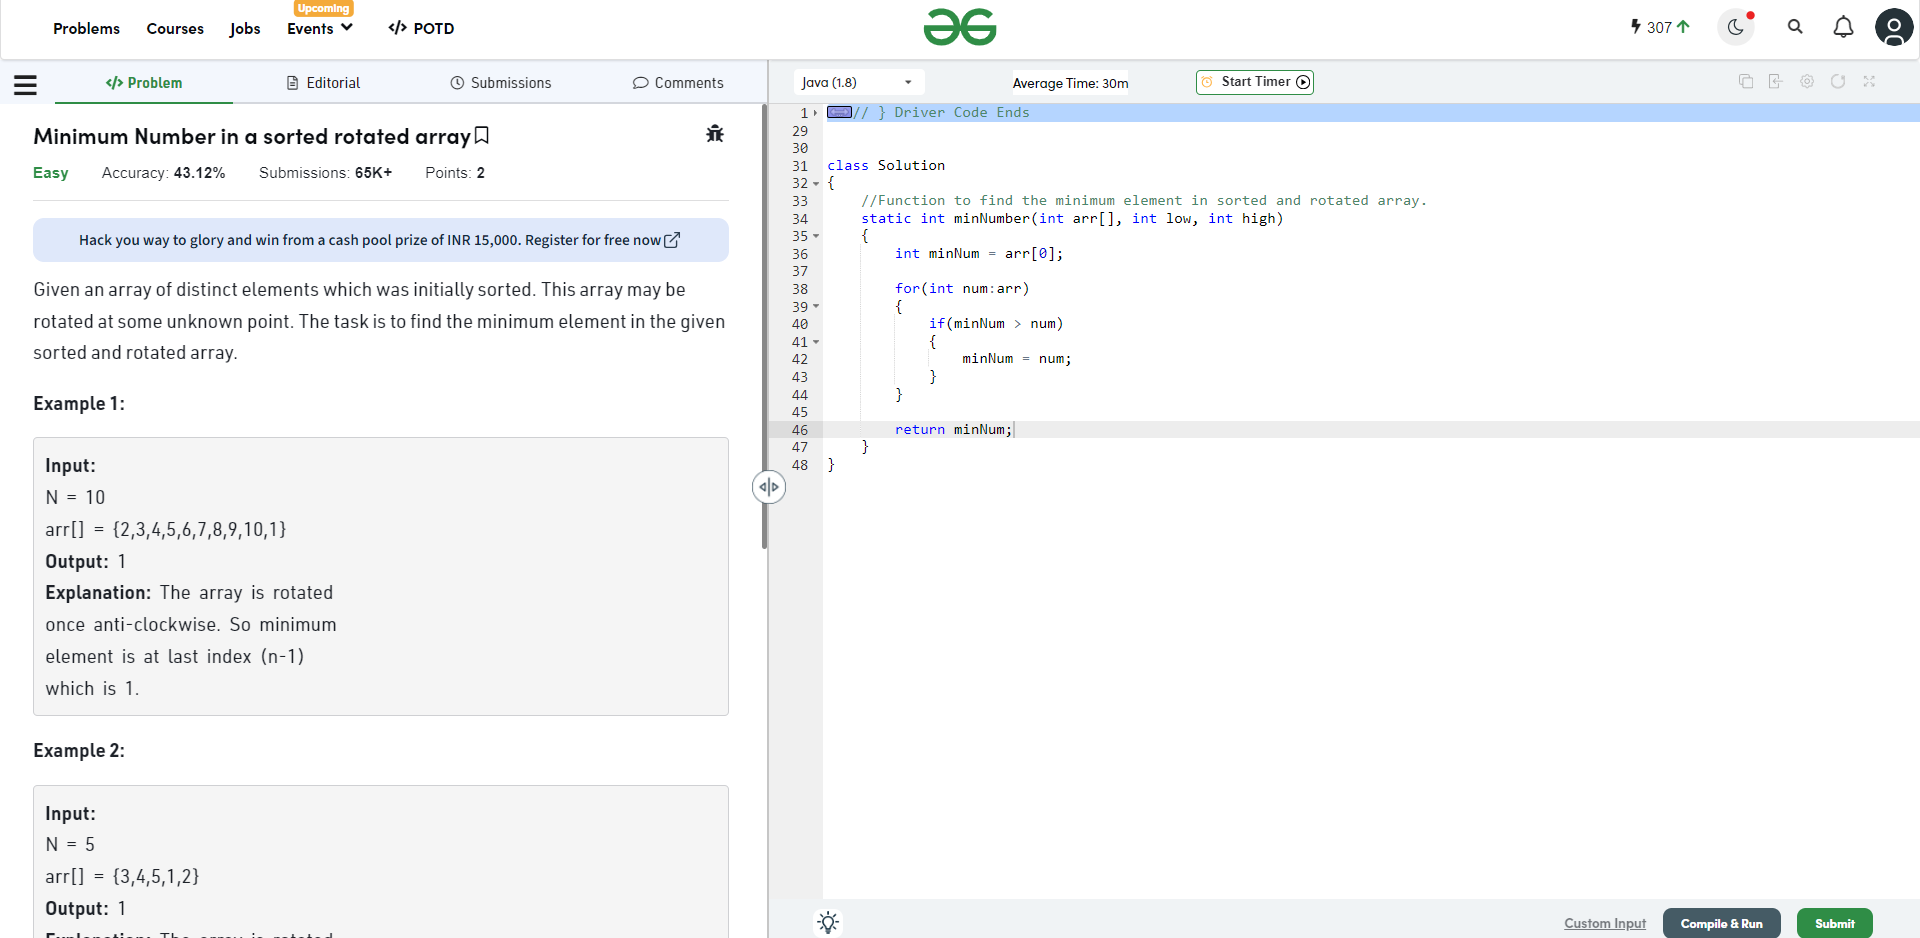 Problems
Courses
Jobs
Upcoming
Events
</> POTD
307
</> Problem
Editorial
Submissions
Comments
Minimum Number in a sorted rotated array
Easy Accuracy: 43.12% Submissions: 65K+ Points: 2
Hack you way to glory and win from a cash pool prize of INR 15,000. Register for free now
Given an array of distinct elements which was initially sorted. This array may be
rotated at some unknown point. The task is to find the minimum element in the given
sorted and rotated array.
Example 1:
Input:
N = 10
arr[] = {2,3,4,5,6,7,8,9,10,1}
Output: 1
Explanation: The array is rotated
once anti-clockwise. So minimum
element is at last index (n-1)
which is 1.
Example 2:
Input:
N = 5
arr[] = {3,4,5,1,2}
Output: 1
Explanation: The array is rotated
Java (1.8)
Average Time: 30m
Start Timer
1 // } Driver Code Ends
29
30
31 class Solution
32 {
33 //Function to find the minimum element in sorted and rotated array.
34 static int minNumber(int arr[], int low, int high)
35 {
36 int minNum = arr[0];
37
38 for(int num:arr)
39 {
40 if(minNum > num)
41 {
42 minNum = num;
43 }
44 }
45
46 return minNum;
47 }
48 }
Custom Input
Compile & Run
Submit